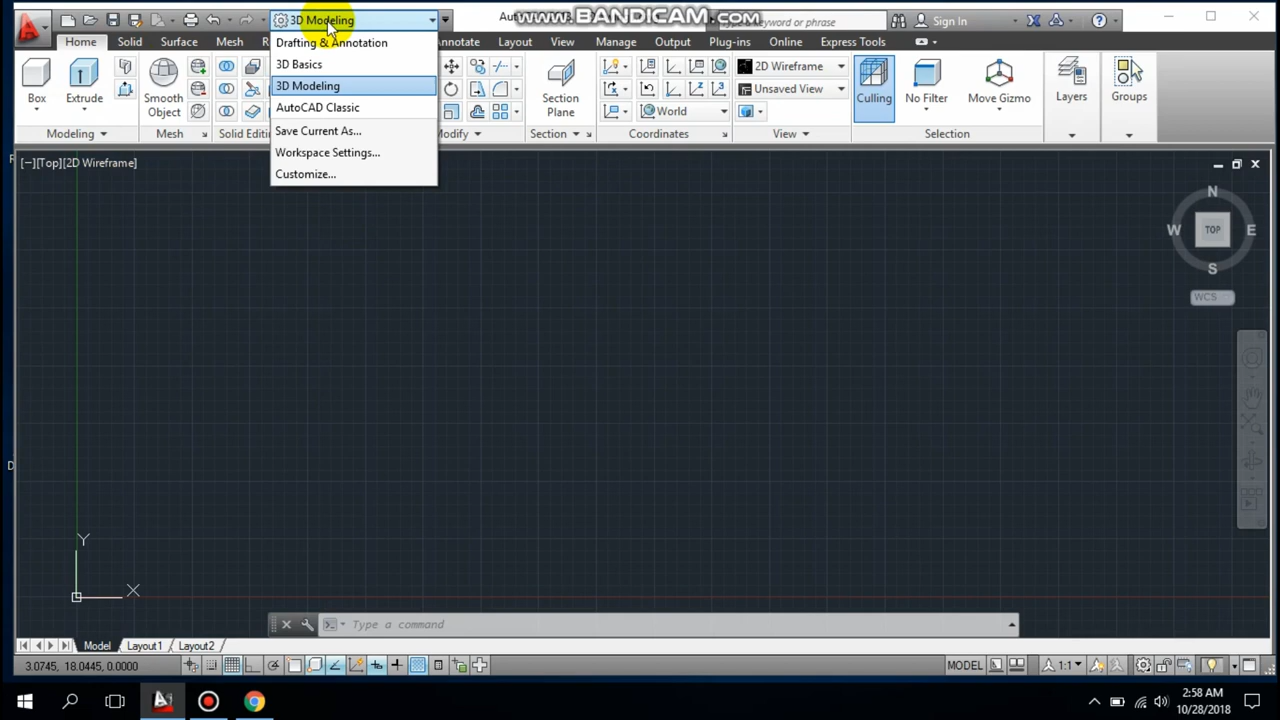 3D Modeling
www.BANDICAM.com
Type a keyword or phrase
Sign In
Home Solid Surface Mesh Annotate Layout Output View Manage Plug-ins Online Express Tools
Drafting & Annotation
3D Basics
3D Modeling
AutoCAD Classic
Save Current As...
Workspace Settings...
Customize...
Box
Extrude
Smooth
Object
Section
Plane
2D Wireframe
Unsaved View
World
Culling
No Filter
Move Gizmo
Layers
Groups
Modeling
Mesh
Solid
Section
Coordinates
View
Selection
[−][Top][2D Wireframe]
N
W TOP E
S
WCS
Y
X
Type a command
Model Layout1 Layout2
3.0745, 18.0445, 0.0000
MODEL
1:1
2:58 AM
10/28/2018